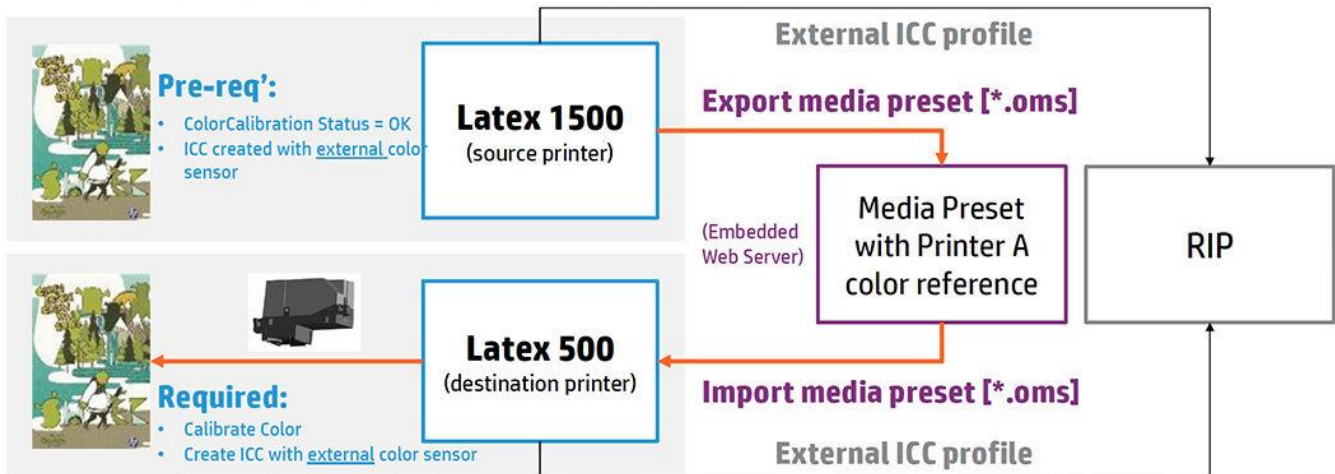 External ICC profile
Pre-req’:
• ColorCalibration Status = OK
• ICC created with external color
sensor
Latex 1500
(source printer)
Export media preset [*.oms]
(Embedded
Web Server)
Media Preset
with Printer A
color reference
RIP
Latex 500
(destination printer)
Import media preset [*.oms]
Required:
• Calibrate Color
• Create ICC with external color sensor
External ICC profile